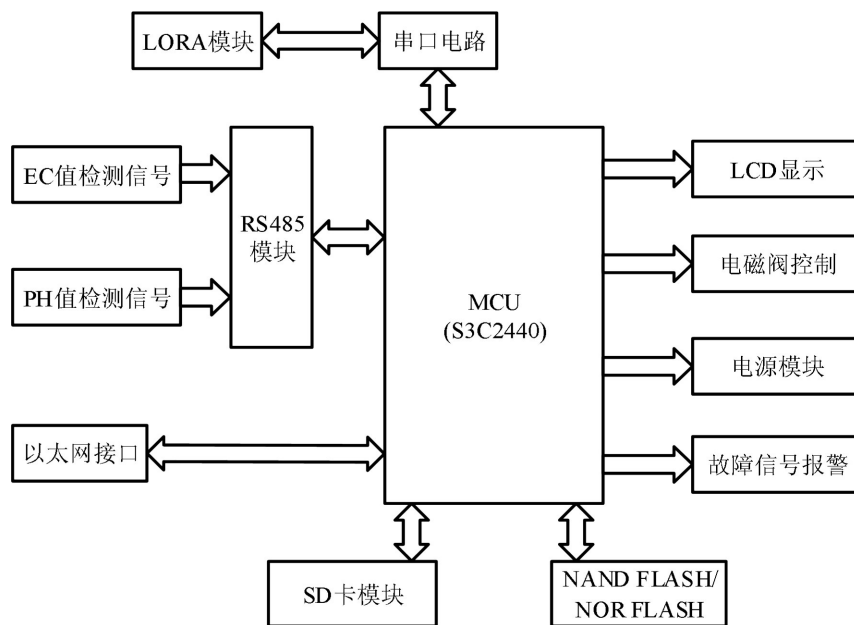 LORA模块
串口电路
EC值检测信号
PH值检测信号
RS485
模块
以太网接口
MCU
(S3C2440)
LCD显示
电磁阀控制
电源模块
故障信号报警
SD卡模块
NAND FLASH/
NOR FLASH